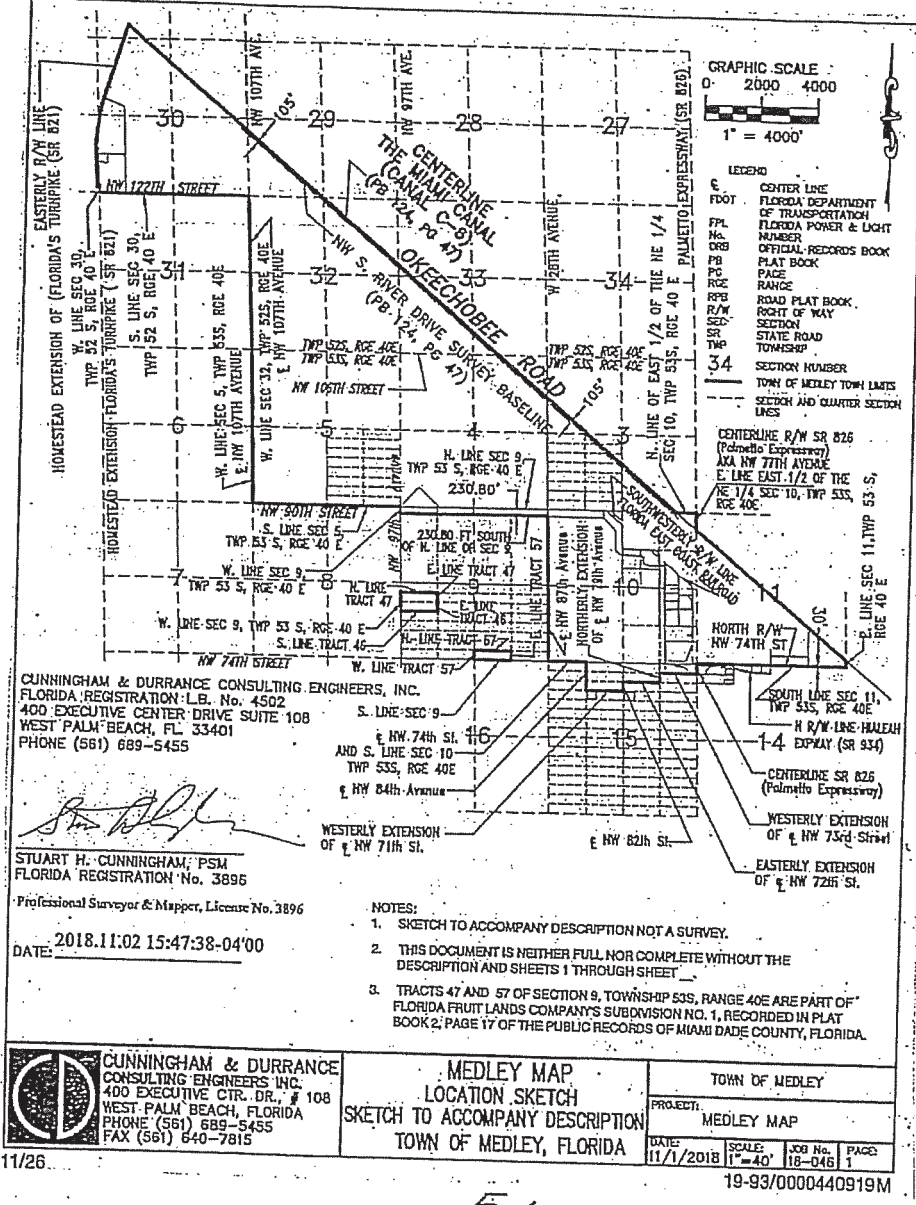 GRAPHIC SCALE
0 2000 4000
1" = 4000'
LEGEND
℄ CENTER LINE
FDOT FLORIDA DEPARTMENT
OF TRANSPORTATION
FPL FLORIDA POWER & LIGHT
No. NUMBER
ORB OFFICIAL RECORDS BOOK
PB PLAT BOOK
PG PAGE
RGE RANGE
RPB ROAD PLAT BOOK
R/W RIGHT OF WAY
SEC SECTION
SR STATE ROAD
TWP TOWNSHIP
34 SECTION NUMBER
TOWN OF MEDLEY TOWN LIMITS
SECTION AND QUARTER SECTION
LINES
EASTERLY R/W LINE
HOMESTEAD EXTENSION OF (FLORIDA'S TURNPIKE (SR 821)
NW 107TH AVE.
NW 97TH AVE.
W 28TH AVENUE
PALMETTO EXPRESSWAY (SR 826)
30
29
28
27
105'
CENTERLINE
THE MIAMI CANAL
(CANAL C-6)
(PB 124, PG 47)
NW 122TH STREET
W. LINE SEC 30,
TWP 52 S, RGE 40 E
S. LINE SEC 30,
TWP 52 S, RGE 40 E
HOMESTEAD EXTENSION FLORIDA'S TURNPIKE (SR 821)
31
32
33
34
W. LINE SEC 5, TWP 53S, RGE 40E
℄ NW 107TH AVENUE
W. LINE SEC 32, TWP 52S, RGE 40E
℄ NW 107TH AVENUE
OKEECHOBEE ROAD
NW S. RIVER DRIVE SURVEY BASELINE
(PB 124, PG 47)
TWP 52S, RGE 40E
TWP 53S, RGE 40E
TWP 52S, RGE 40E
TWP 53S, RGE 40E
NW 105TH STREET
105'
N. LINE OF EAST 1/2 OF THE NE 1/4
SEC 10, TWP 53S, RGE 40 E
6
5
4
3
CENTERLINE R/W SR 826
(Palmetto Expressway)
AKA NW 77TH AVENUE
E. LINE EAST 1/2 OF THE
NE 1/4 SEC 10, TWP 53S,
RGE 40E
N. LINE SEC 9
TWP 53 S, RGE 40 E
230.80'
SOUTHWESTERLY R/W LINE
FLORIDA EAST COAST RAILROAD
NW 90TH STREET
S. LINE SEC 5
TWP 53 S, RGE 40 E
NW 97TH
230.80 FT SOUTH
OF N. LINE OF SEC 9
W. LINE SEC 9,
TWP 53 S, RGE 40 E
E. LINE TRACT 47
N. LINE
TRACT 47
E. LINE
TRACT 46
E. LINE TRACT 57
℄ NW 87th Avenue
NORTHERLY EXTENSION
7
8
9
10
11
W. LINE SEC 9, TWP 53 S, RGE 40 E
S. LINE TRACT 46
N. LINE TRACT 57
NW 74TH STREET
W. LINE TRACT 57
NORTH R/W
NW 74TH ST
30'
E. LINE SEC 11, TWP 53 S,
RGE 40 E
CUNNINGHAM & DURRANCE CONSULTING ENGINEERS, INC.
FLORIDA REGISTRATION L.B. No. 4502
400 EXECUTIVE CENTER DRIVE SUITE 108
WEST PALM BEACH, FL 33401
PHONE (561) 689-5455
S. LINE SEC 9
℄ NW 74th St.
AND S. LINE SEC 10
TWP 53S, RGE 40E
℄ NW 84th Avenue
WESTERLY EXTENSION
OF ℄ NW 71th St.
16
15
14
SOUTH LINE SEC 11,
TWP 53S, RGE 40E
N R/W LINE HIALEAH
EXPWAY (SR 934)
CENTERLINE SR 826
(Palmetto Expressway)
WESTERLY EXTENSION
OF ℄ NW 73rd Street
℄ NW 82th St.
EASTERLY EXTENSION
OF ℄ NW 72th St.
STUART H. CUNNINGHAM, PSM
FLORIDA REGISTRATION No. 3896
Professional Surveyor & Mapper, License No. 3896
DATE: 2018.11.02 15:47:38-04'00
NOTES:
1. SKETCH TO ACCOMPANY DESCRIPTION NOT A SURVEY.
2. THIS DOCUMENT IS NEITHER FULL NOR COMPLETE WITHOUT THE
DESCRIPTION AND SHEETS 1 THROUGH SHEET _.
3. TRACTS 47 AND 57 OF SECTION 9, TOWNSHIP 53S, RANGE 40E ARE PART OF
FLORIDA FRUIT LANDS COMPANY'S SUBDIVISION NO. 1, RECORDED IN PLAT
BOOK 2, PAGE 17 OF THE PUBLIC RECORDS OF MIAMI DADE COUNTY, FLORIDA.
CUNNINGHAM & DURRANCE
CONSULTING ENGINEERS INC.
400 EXECUTIVE CTR. DR., # 108
WEST PALM BEACH, FLORIDA
PHONE (561) 689-5455
FAX (561) 640-7815
MEDLEY MAP
LOCATION SKETCH
SKETCH TO ACCOMPANY DESCRIPTION
TOWN OF MEDLEY, FLORIDA
TOWN OF MEDLEY
PROJECT:
MEDLEY MAP
DATE: 11/1/2018
SCALE: 1"=40'
JOB No. 18-046
PAGE: 1
11/26
19-93/0000440919M